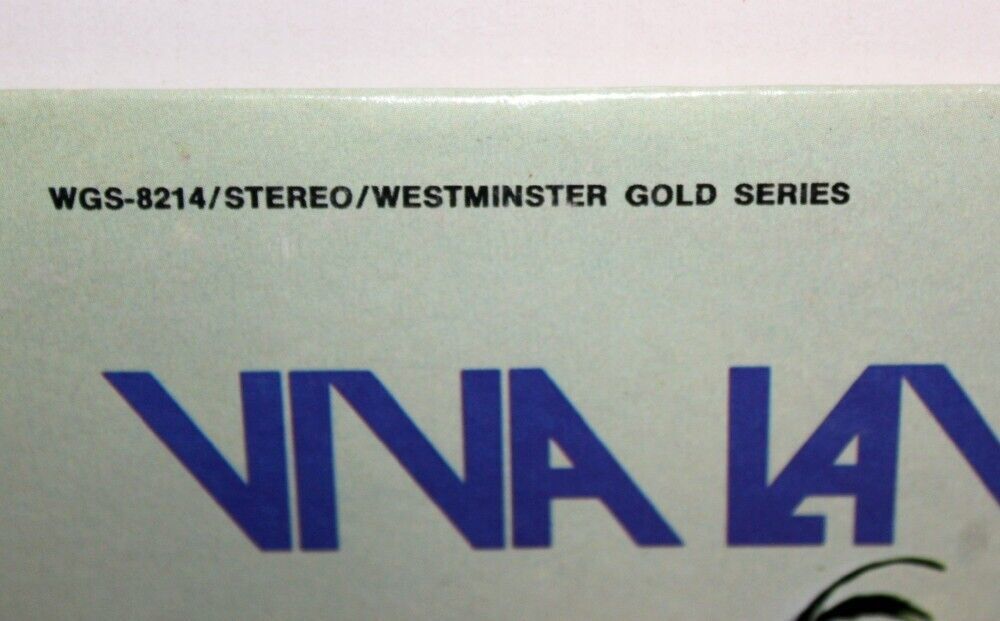 WGS-8214/STEREO/WESTMINSTER GOLD SERIES
VIVA LA V